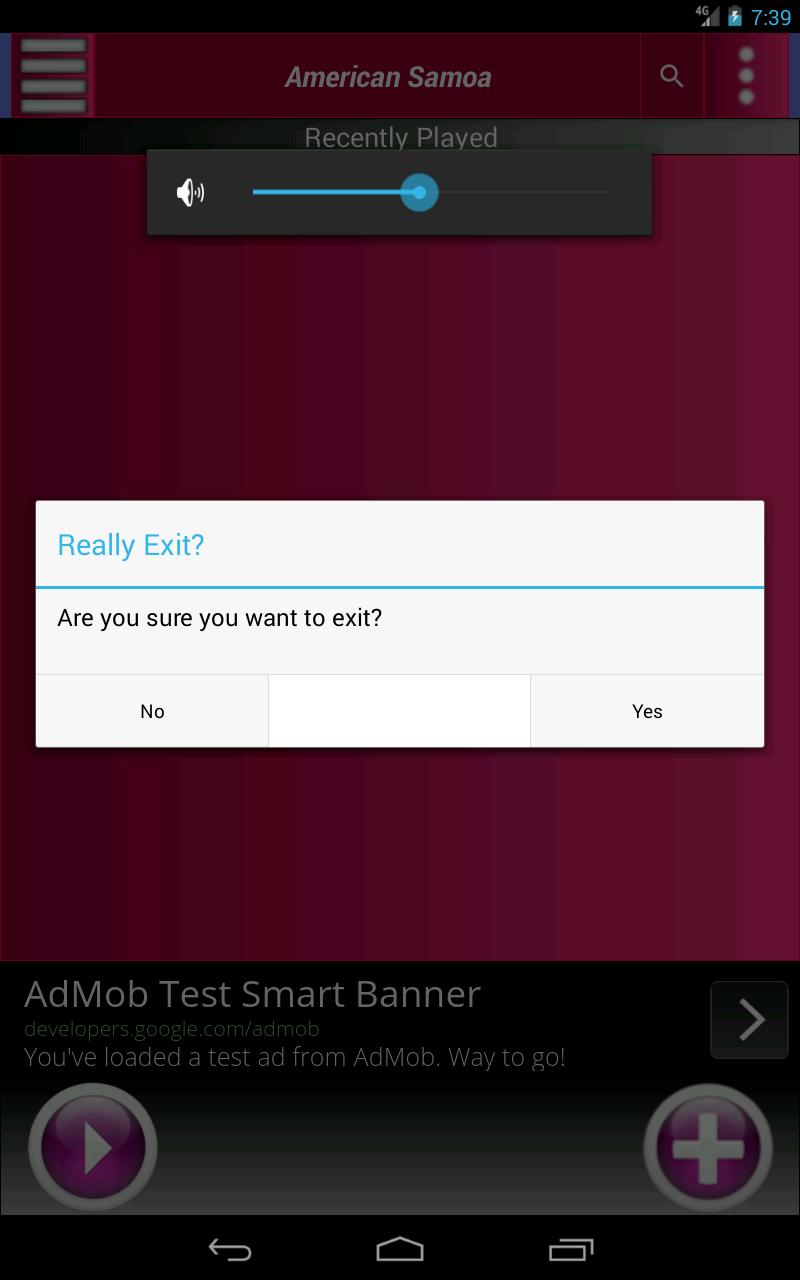 4G 7:39
American Samoa
Recently Played
Really Exit?
Are you sure you want to exit?
No Yes
AdMob Test Smart Banner
developers.google.com/admob
You've loaded a test ad from AdMob. Way to go!